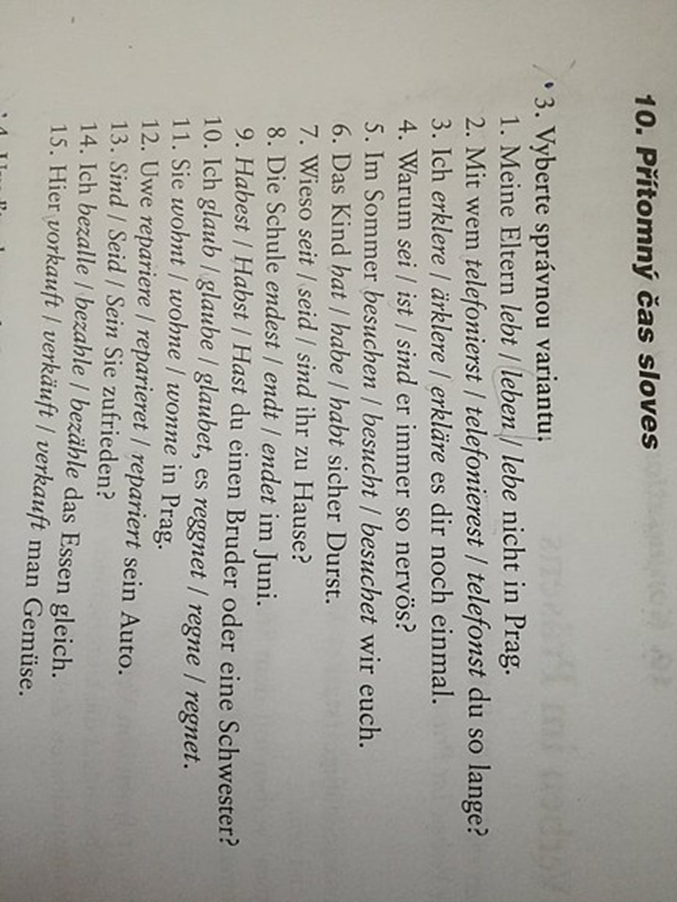 10. Přítomný čas sloves
3. Vyberte správnou variantu:
1. Meine Eltern lebt / leben / lebe nicht in Prag.
2. Mit wem telefonierst / telefonierest / telefonst du so lange?
3. Ich erklere / ärklere / erkläre es dir noch einmal.
4. Warum sei / ist / sind er immer so nervös?
5. Im Sommer besuchen / besucht / besuchet wir euch.
6. Das Kind hat / habe / habt sicher Durst.
7. Wieso seit / seid / sind ihr zu Hause?
8. Die Schule endest / endt / endet im Juni.
9. Habest / Habst / Hast du einen Bruder oder eine Schwester?
10. Ich glaub / glaube / glaubet, es reggnet / regne / regnet.
11. Sie wohnt / wohne / wonne in Prag.
12. Uwe repariere / reparieret / repariert sein Auto.
13. Sind / Seid / Sein Sie zufrieden?
14. Ich bezalle / bezahle / bezähle das Essen gleich.
15. Hier vorkauft / verkäuft / verkauft man Gemüse.